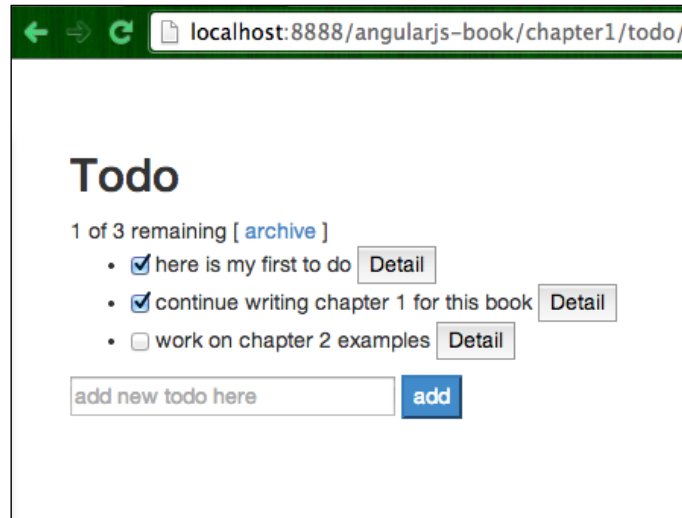 localhost:8888/angularjs-book/chapter1/todo/
Todo
1 of 3 remaining [ archive ]
here is my first to do Detail
continue writing chapter 1 for this book Detail
work on chapter 2 examples Detail
add new todo here add